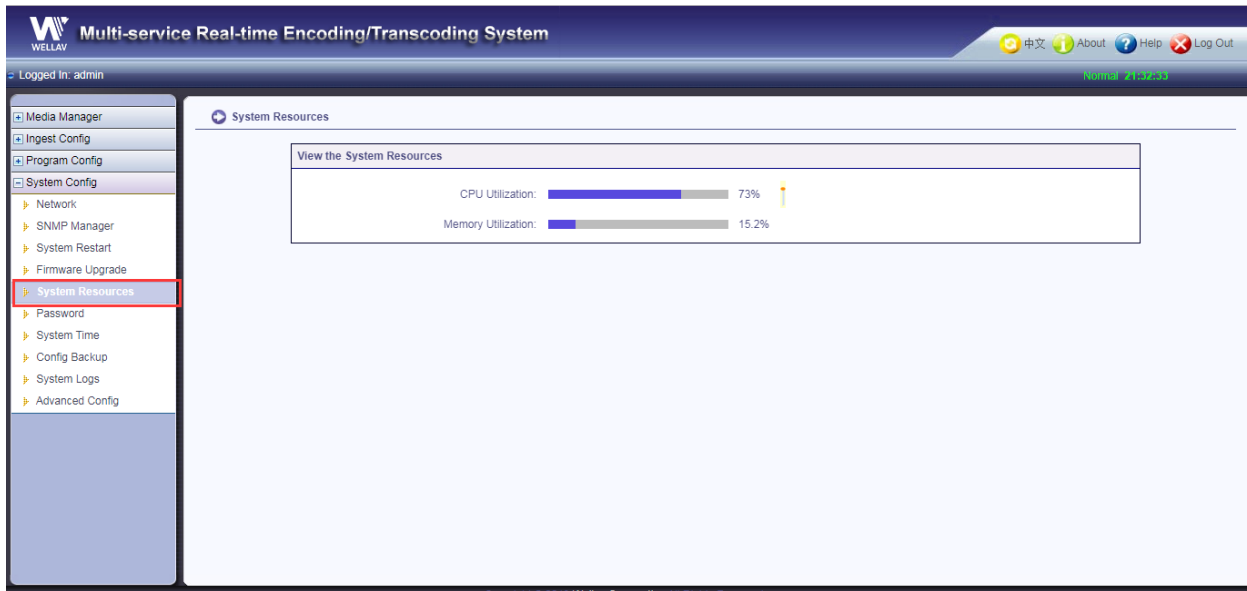 WELLAV
Multi-service Real-time Encoding/Transcoding System
中文 About Help Log Out
Logged In: admin
Normal 21:32:33
Media Manager
Ingest Config
Program Config
System Config
Network
SNMP Manager
System Restart
Firmware Upgrade
System Resources
Password
System Time
Config Backup
System Logs
Advanced Config
System Resources
View the System Resources
CPU Utilization: 73%
Memory Utilization: 15.2%